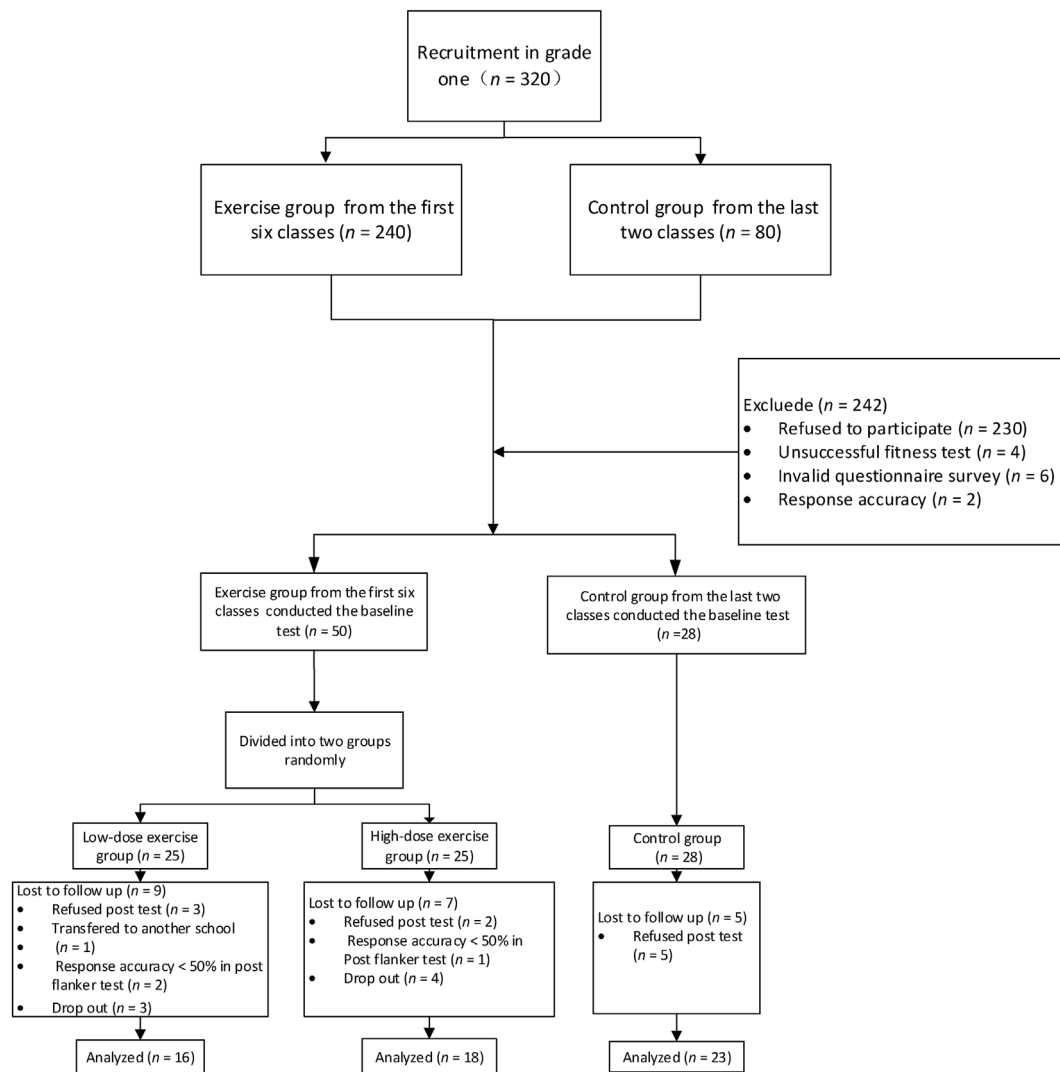 Recruitment in grade
one（n = 320）
Exercise group from the first
six classes (n = 240)
Control group from the last
two classes (n = 80)
Excluede (n = 242)
• Refused to participate (n = 230)
• Unsuccessful fitness test (n = 4)
• Invalid questionnaire survey (n = 6)
• Response accuracy (n = 2)
Exercise group from the first six
classes conducted the baseline
test (n = 50)
Control group from the last two
classes conducted the baseline test
(n =28)
Divided into two groups
randomly
Low-dose exercise
group (n = 25)
High-dose exercise
group (n = 25)
Control group
(n = 28)
Lost to follow up (n = 9)
• Refused post test (n = 3)
• Transfered to another school
• (n = 1)
• Response accuracy < 50% in post
flanker test (n = 2)
• Drop out (n = 3)
Lost to follow up (n = 7)
• Refused post test (n = 2)
• Response accuracy < 50% in
Post flanker test (n = 1)
• Drop out (n = 4)
Lost to follow up (n = 5)
• Refused post test
(n = 5)
Analyzed (n = 16)
Analyzed (n = 18)
Analyzed (n = 23)